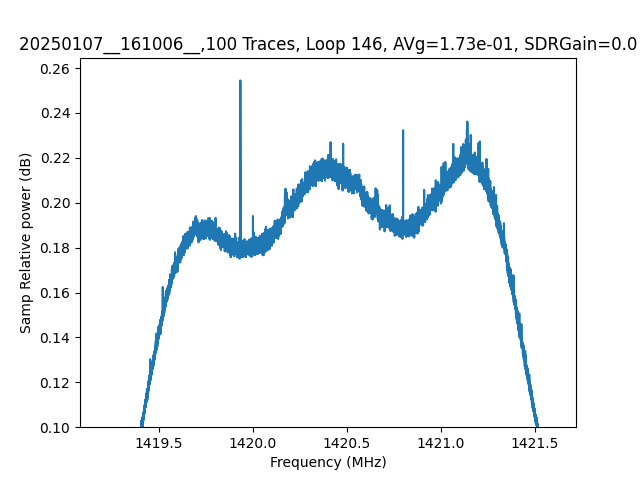 20250107__161006__,100 Traces, Loop 146, AVg=1.73e-01, SDRGain=0.0
0.26
0.24
0.22
0.20
0.18
0.16
0.14
0.12
0.10
Samp Relative power (dB)
1419.5 1420.0 1420.5 1421.0 1421.5
Frequency (MHz)